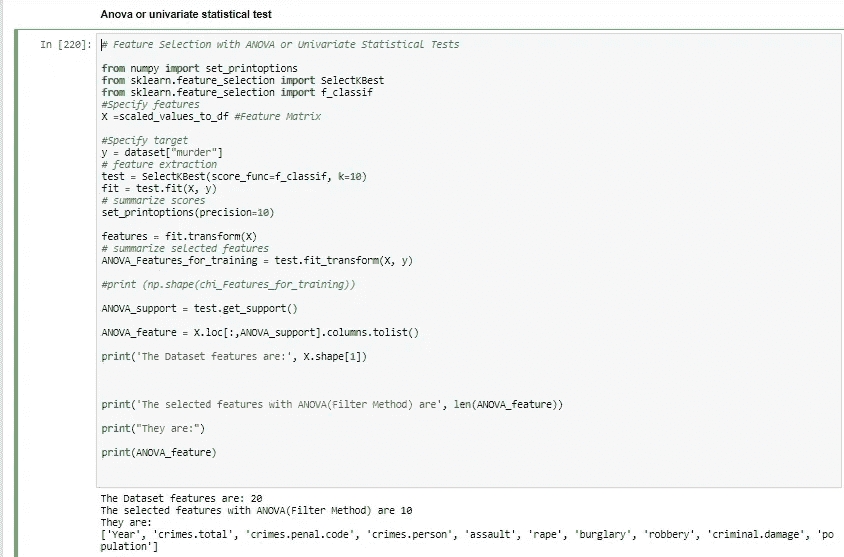 Anova or univariate statistical test
In [220]: # Feature Selection with ANOVA or Univariate Statistical Tests
from numpy import set_printoptions
from sklearn.feature_selection import SelectKBest
from sklearn.feature_selection import f_classif
#Specify features
X =scaled_values_to_df #Feature Matrix
#Specify target
y = dataset["murder"]
# feature extraction
test = SelectKBest(score_func=f_classif, k=10)
fit = test.fit(X, y)
# summarize scores
set_printoptions(precision=10)
features = fit.transform(X)
# summarize selected features
ANOVA_Features_for_training = test.fit_transform(X, y)
#print (np.shape(chi_Features_for_training))
ANOVA_support = test.get_support()
ANOVA_feature = X.loc[:,ANOVA_support].columns.tolist()
print('The Dataset features are:', X.shape[1])
print('The selected features with ANOVA(Filter Method) are', len(ANOVA_feature))
print("They are:")
print(ANOVA_feature)
The Dataset features are: 20
The selected features with ANOVA(Filter Method) are 10
They are:
['Year', 'crimes.total', 'crimes.penal.code', 'crimes.person', 'assault', 'rape', 'burglary', 'robbery', 'criminal.damage', 'po
pulation']